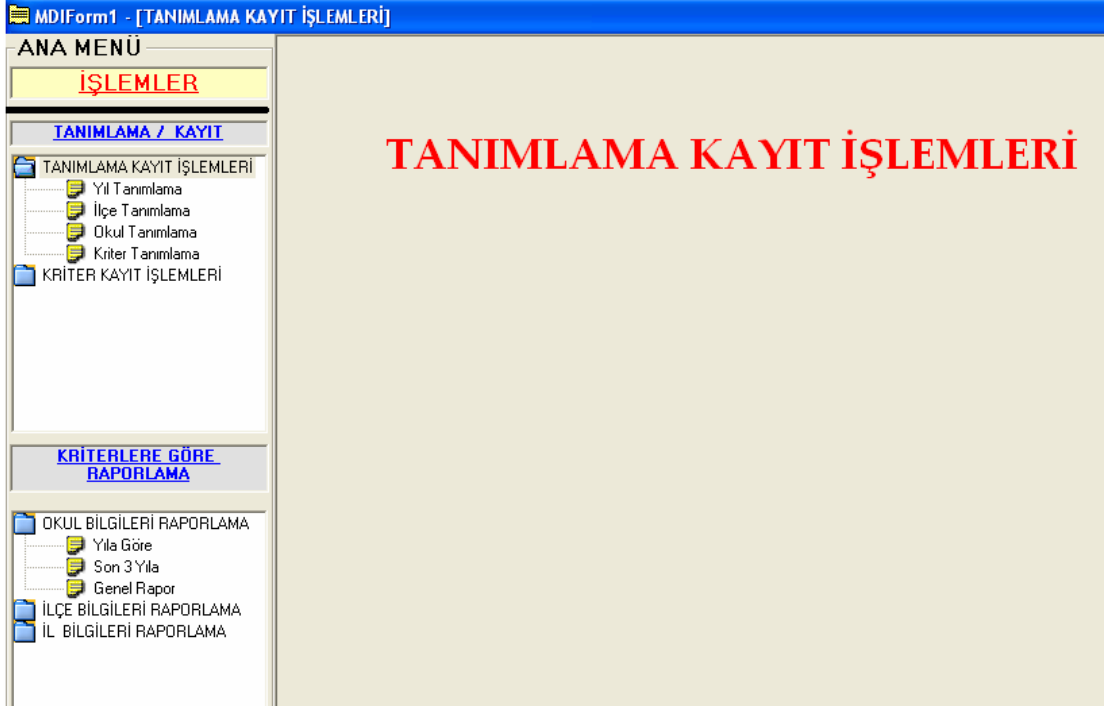 MDIForm1 - [TANIMLAMA KAYIT İŞLEMLERİ]
ANA MENÜ
İŞLEMLER
TANIMLAMA / KAYIT
TANIMLAMA KAYIT İŞLEMLERİ
Yıl Tanımlama
İlçe Tanımlama
Okul Tanımlama
Kriter Tanımlama
KRİTER KAYIT İŞLEMLERİ
KRİTERLERE GÖRE
RAPORLAMA
OKUL BİLGİLERİ RAPORLAMA
Yıla Göre
Son 3 Yıla
Genel Rapor
İLÇE BİLGİLERİ RAPORLAMA
İL BİLGİLERİ RAPORLAMA
TANIMLAMA KAYIT İŞLEMLERİ